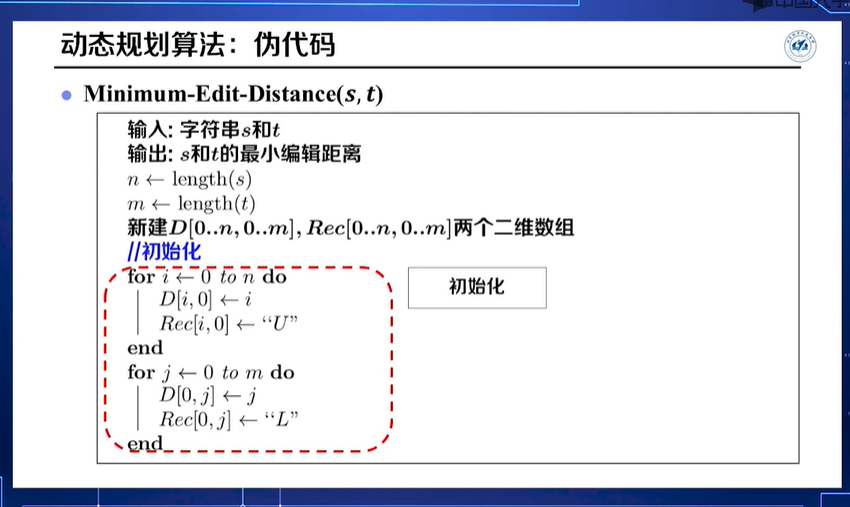 动态规划算法：伪代码
Minimum-Edit-Distance(s, t)
输入: 字符串s和t
输出: s和t的最小编辑距离
n ← length(s)
m ← length(t)
新建D[0..n, 0..m], Rec[0..n, 0..m]两个二维数组
//初始化
for i ← 0 to n do
D[i, 0] ← i
Rec[i, 0] ← “U”
end
for j ← 0 to m do
D[0, j] ← j
Rec[0, j] ← “L”
end
初始化